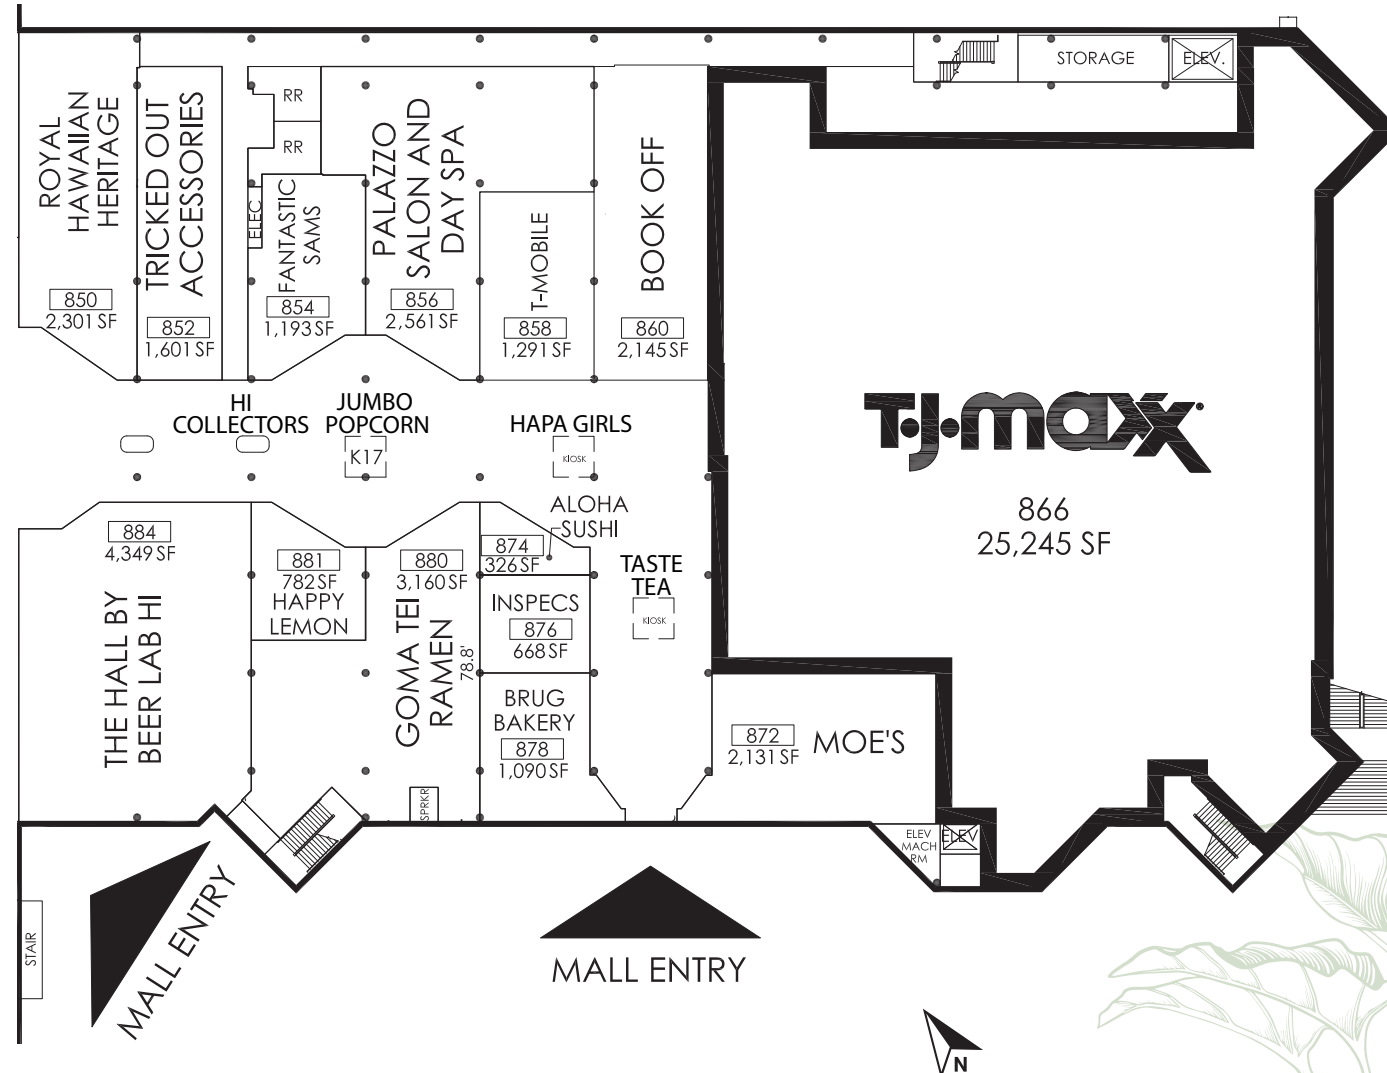 STORAGE
ELEV.
ROYAL
HAWAIIAN
HERITAGE
850
2,301 SF
TRICKED OUT
ACCESSORIES
852
1,601 SF
RR
RR
ELEC
FANTASTIC
SAMS
854
1,193 SF
PALAZZO
SALON AND
DAY SPA
856
2,561 SF
T-MOBILE
858
1,291 SF
BOOK OFF
860
2,145 SF
HI
COLLECTORS
JUMBO
POPCORN
K17
HAPA GIRLS
KIOSK
T.J.maxx®
866
25,245 SF
884
4,349 SF
THE HALL BY
BEER LAB HI
881
782 SF
HAPPY
LEMON
880
3,160 SF
GOMA TEI
RAMEN
78.8'
SPRKR
ALOHA
SUSHI
874
326 SF
INSPECS
876
668 SF
BRUG
BAKERY
878
1,090 SF
TASTE
TEA
KIOSK
872
2,131 SF
MOE'S
ELEV
MACH
RM
ELEV
STAIR
MALL ENTRY
MALL ENTRY
N